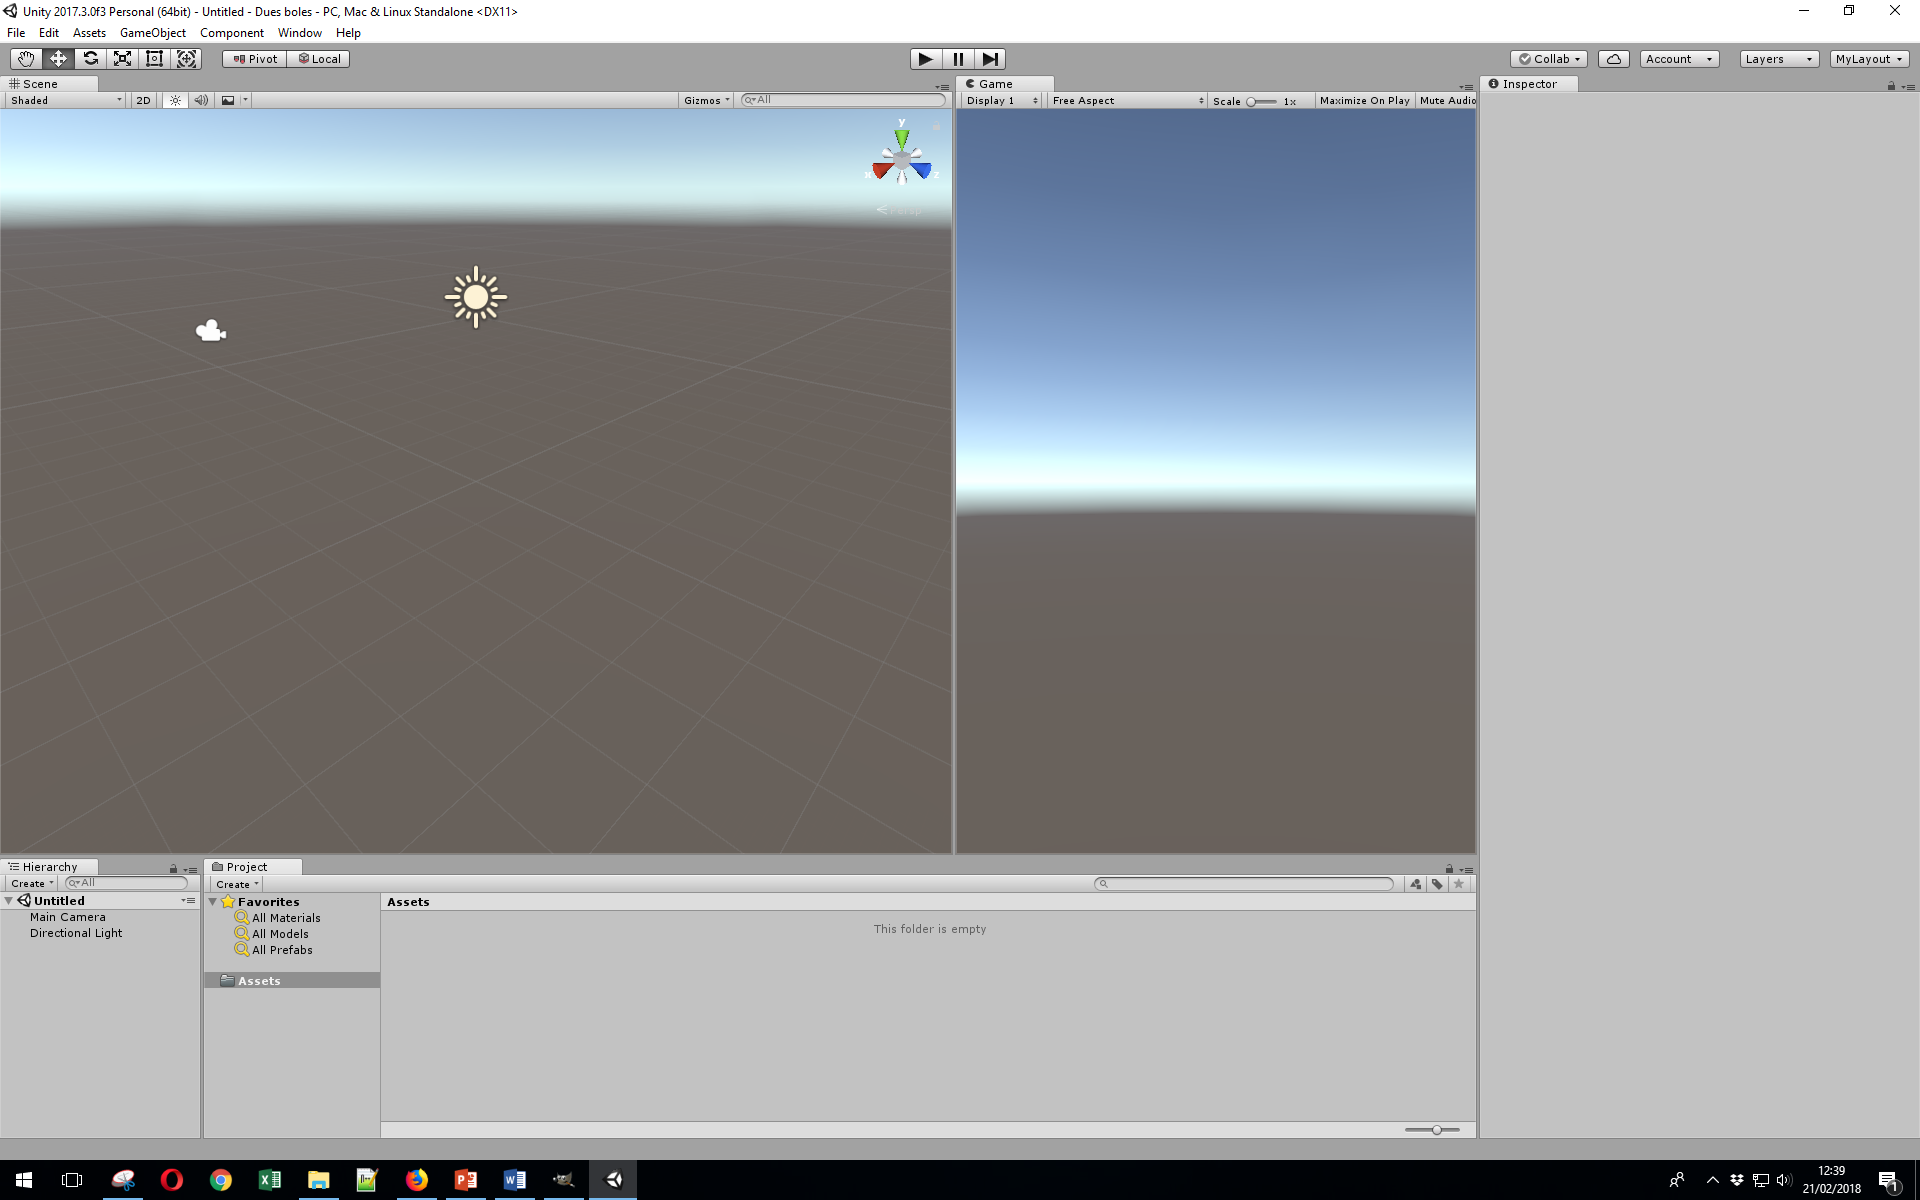 Unity 2017.3.0f3 Personal (64bit) - Untitled - Dues boles - PC, Mac & Linux Standalone <DX11>
File Edit Assets GameObject Component Window Help
Pivot Local Collab Account Layers MyLayout
Scene Game Inspector
Shaded 2D Gizmos All Display 1 Free Aspect Scale 1x Maximize On Play Mute Audio
y
x z
Persp
Hierarchy Project
Create All Create
Untitled Favorites Assets
Main Camera All Materials
Directional Light All Models
All Prefabs
This folder is empty
Assets
12:39
21/02/2018
1